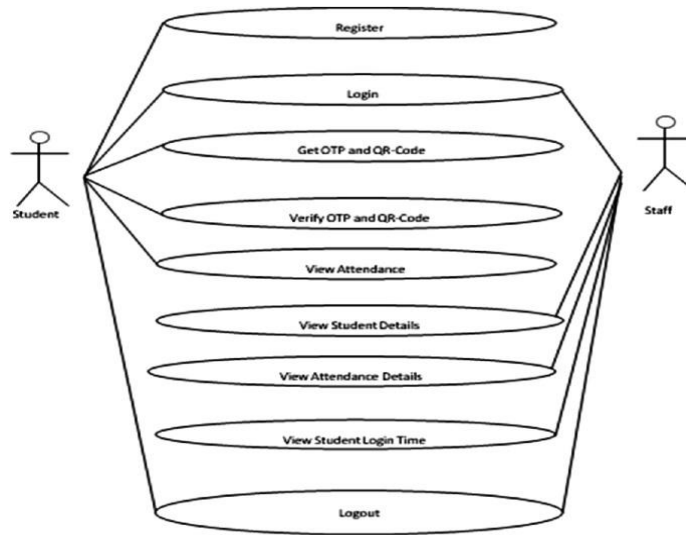 Register
Login
Get OTP and QR-Code
Student
Staff
Verify OTP and QR-Code
View Attendance
View Student Details
View Attendance Details
View Student Login Time
Logout